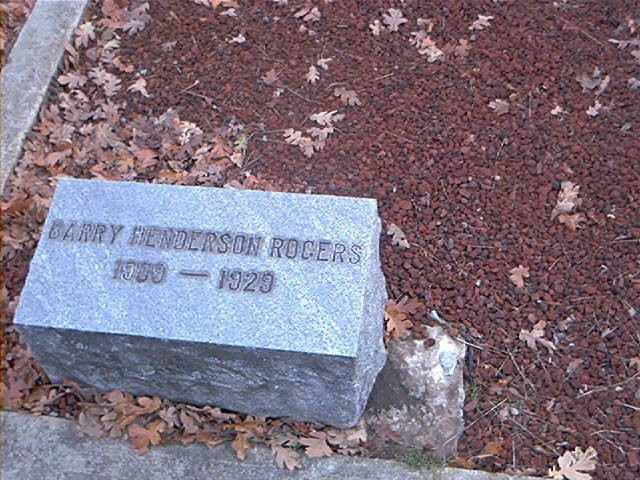 BARRY HENDERSON ROGERS
1909 — 1929